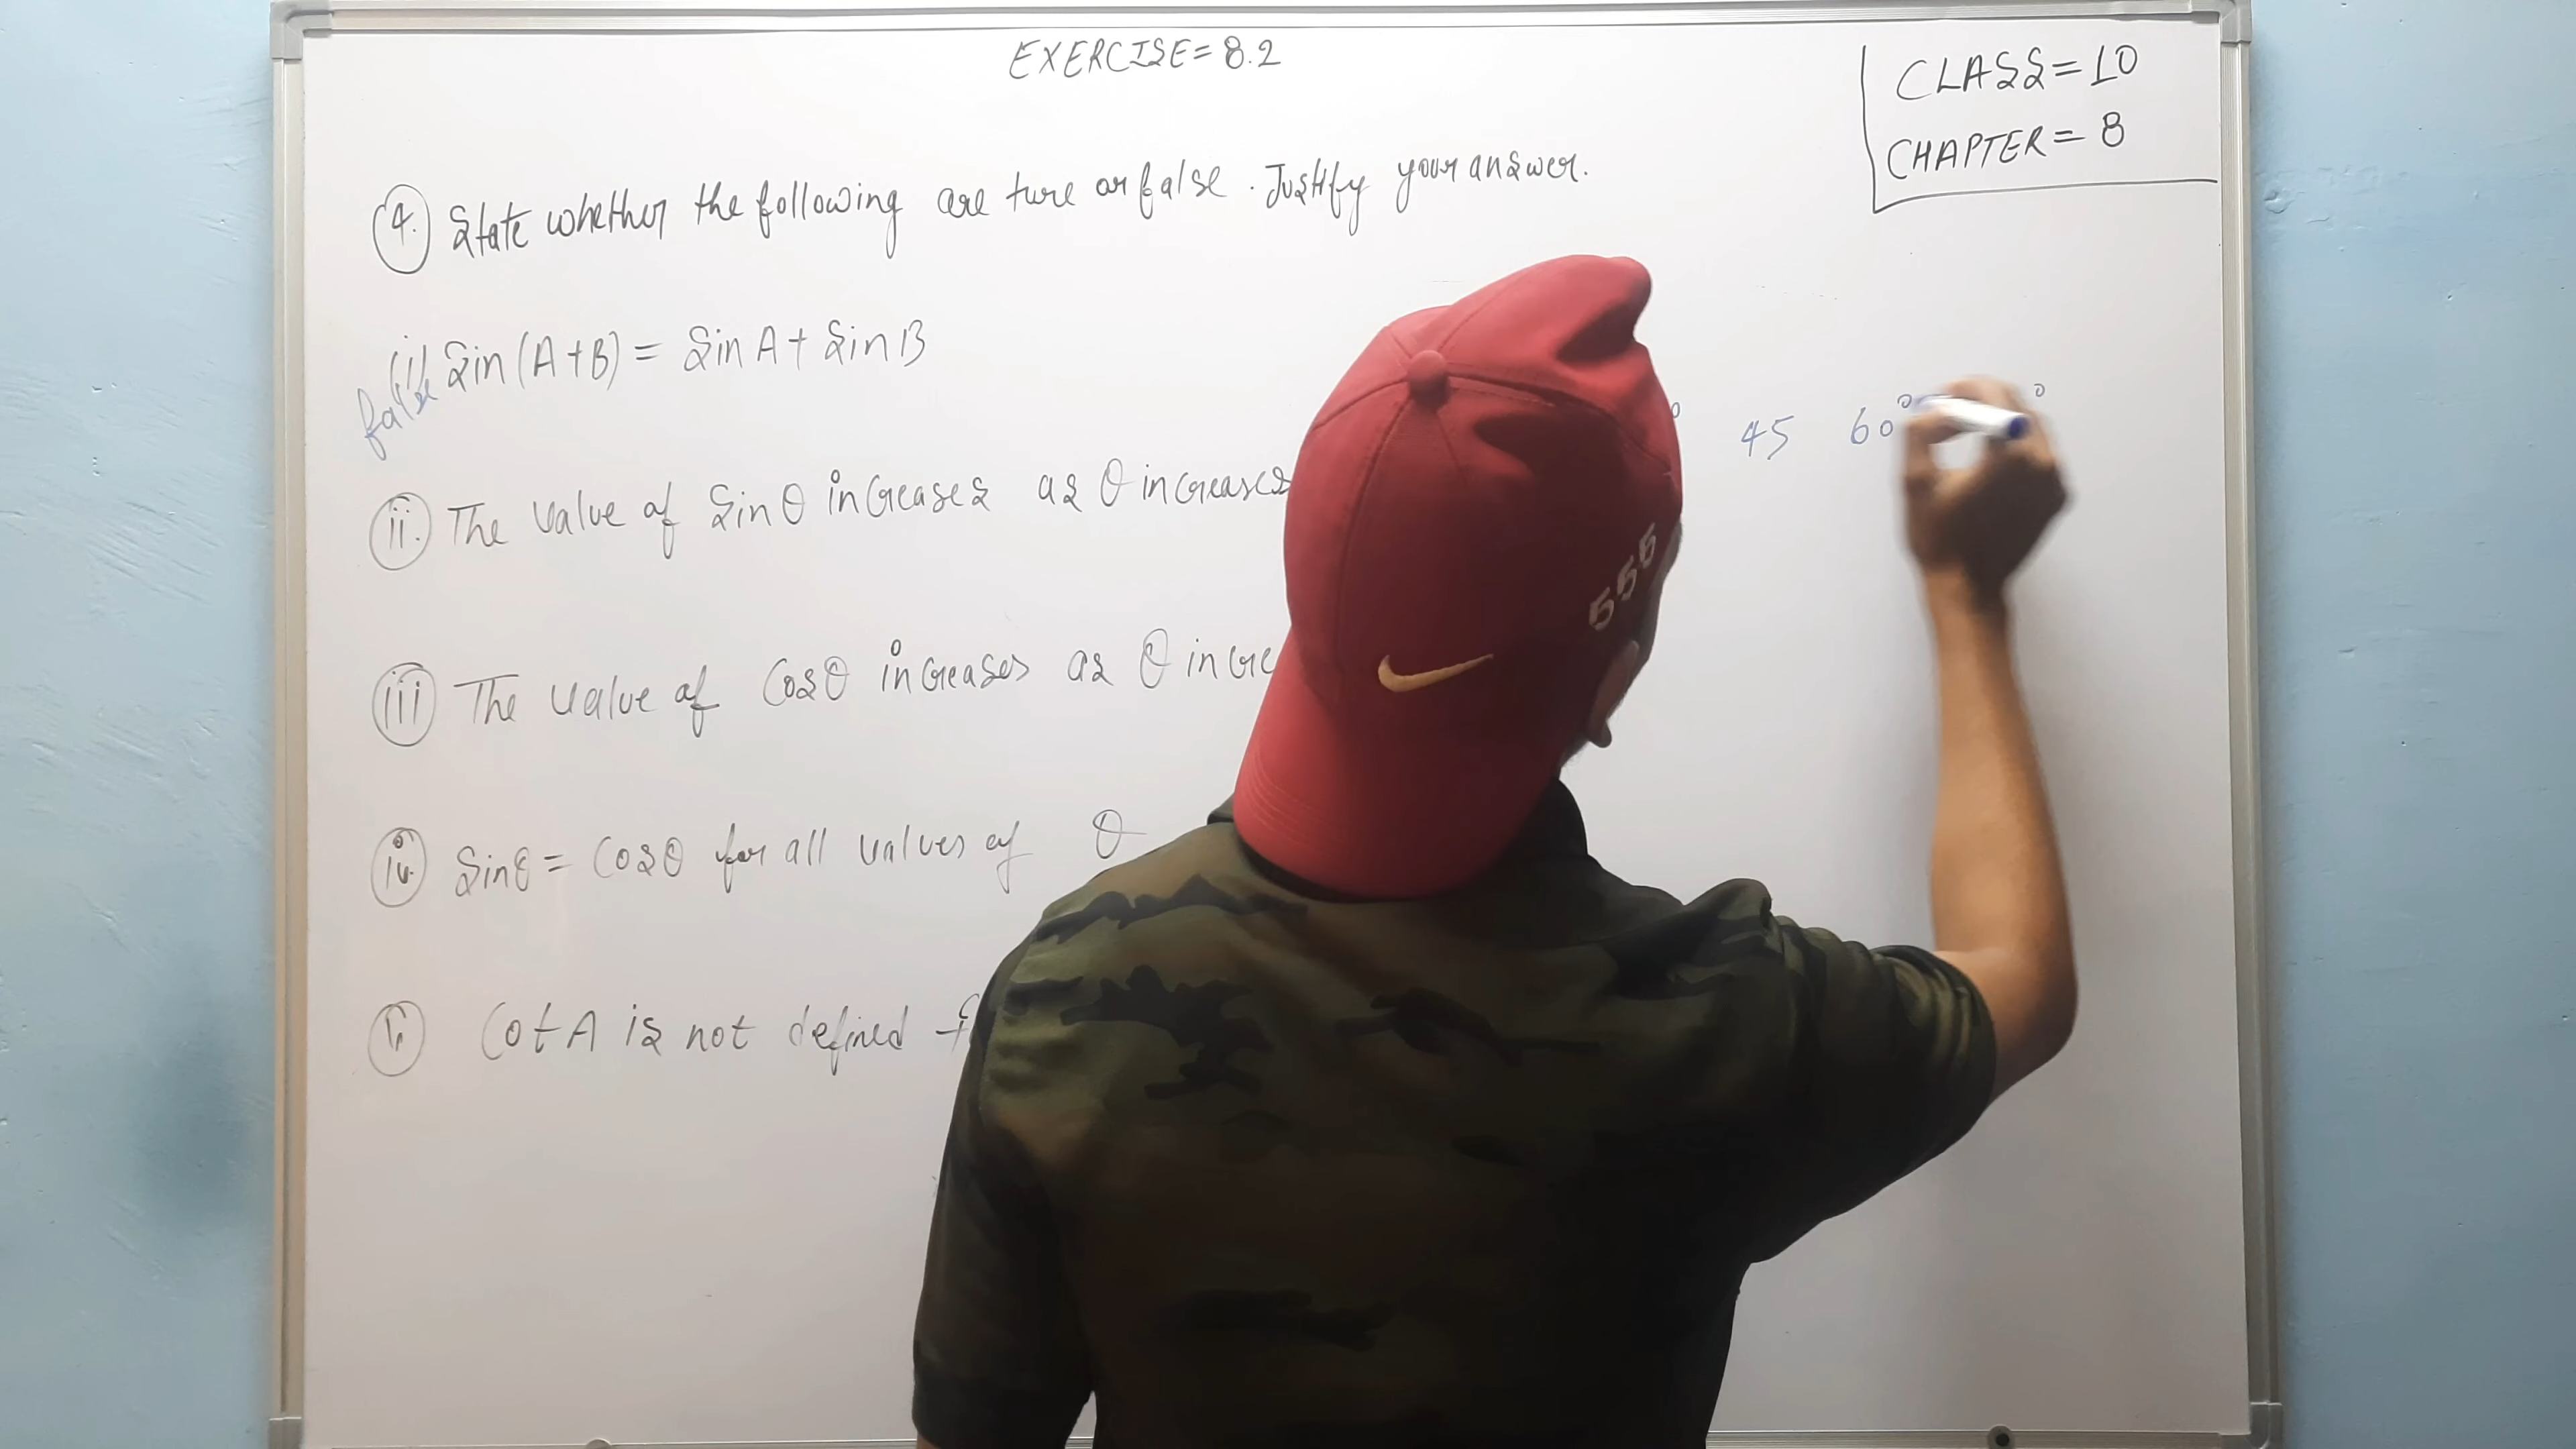 EXERCISE = 8.2
CLASS = 10
CHAPTER = 8
4. State whether the following are ture or false. Justify your answer.
(i) Sin (A+B) = Sin A + Sin B
false
ii. The value of Sin θ increases as θ increases
45 60°
iii The value of Cos θ increases as θ incre
iv. Sin θ = Cos θ for all values of θ
v. Cot A is not defined f
555